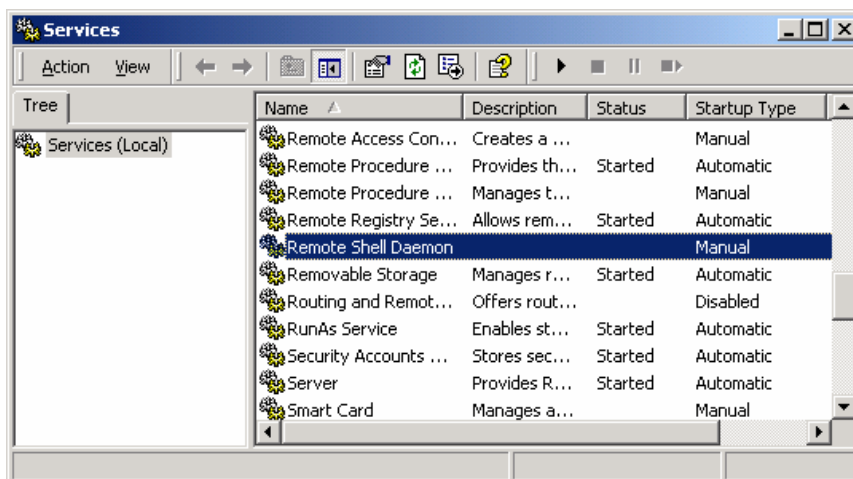 Services
Action View
Tree
Services (Local)
Name Description Status Startup Type
Remote Access Con... Creates a ... Manual
Remote Procedure ... Provides th... Started Automatic
Remote Procedure ... Manages t... Manual
Remote Registry Se... Allows rem... Started Automatic
Remote Shell Daemon Manual
Removable Storage Manages r... Started Automatic
Routing and Remot... Offers rout... Disabled
RunAs Service Enables st... Started Automatic
Security Accounts ... Stores sec... Started Automatic
Server Provides R... Started Automatic
Smart Card Manages a... Manual